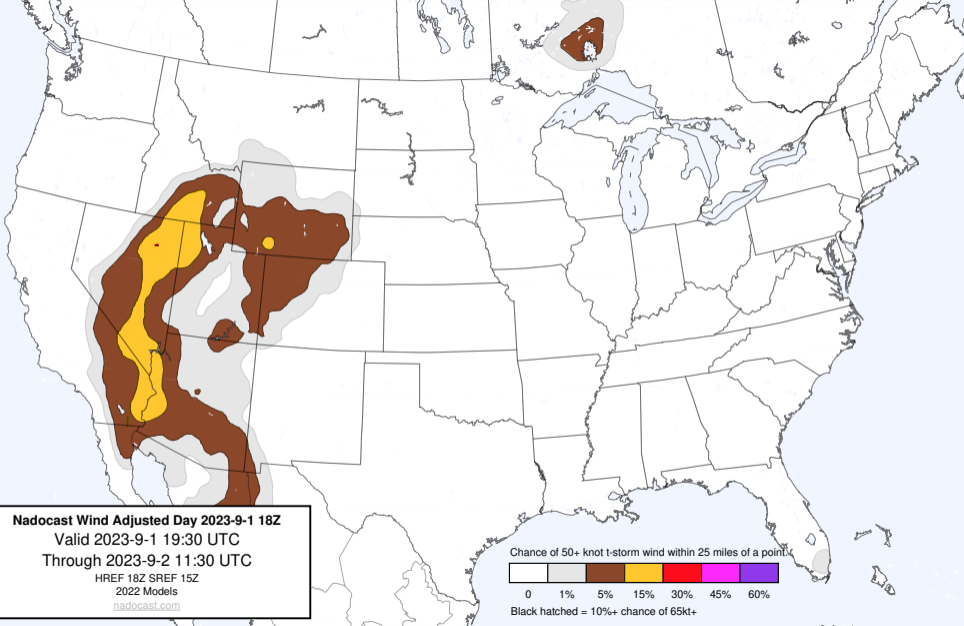 Nadocast Wind Adjusted Day 2023-9-1 18Z
Valid 2023-9-1 19:30 UTC
Through 2023-9-2 11:30 UTC
HREF 18Z SREF 15Z
2022 Models
nadocast.com
Chance of 50+ knot t-storm wind within 25 miles of a point.
0 1% 5% 15% 30% 45% 60%
Black hatched = 10%+ chance of 65kt+